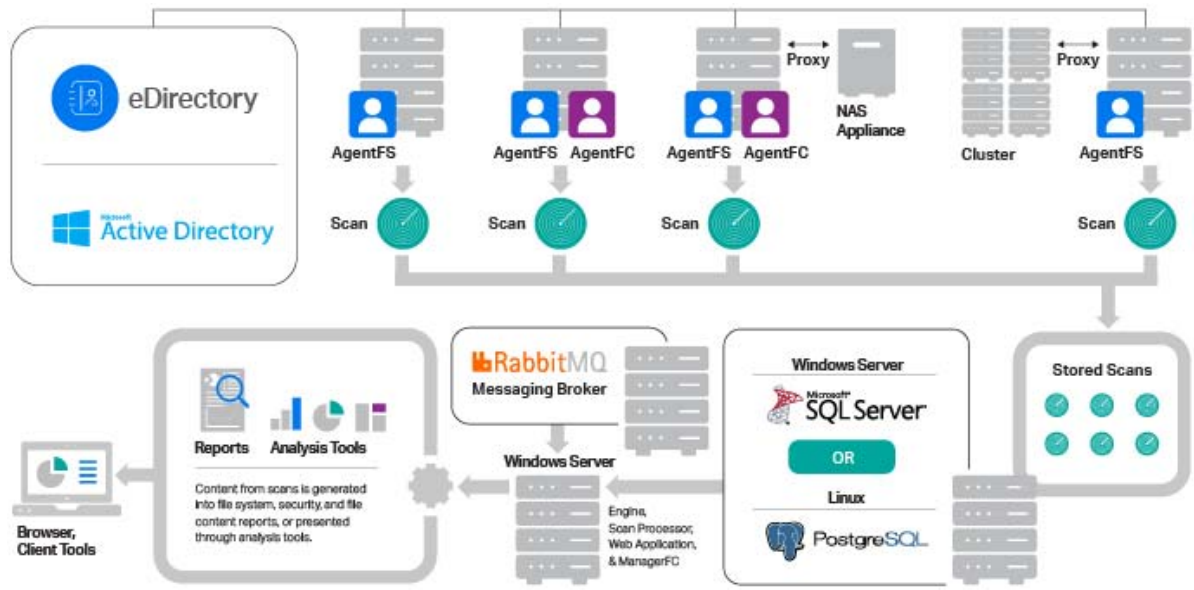 eDirectory
Microsoft
Active Directory
AgentFS
AgentFS AgentFC
AgentFS AgentFC
Proxy
NAS
Appliance
Cluster
Proxy
AgentFS
Scan
Scan
Scan
Scan
Stored Scans
Windows Server
Microsoft
SQL Server
OR
Linux
PostgreSQL
RabbitMQ
Messaging Broker
Windows Server
Engine,
Scan Processor,
Web Application,
& ManagerFC
Reports
Analysis Tools
Content from scans is generated
into file system, security, and file
content reports, or presented
through analysis tools.
Browser,
Client Tools